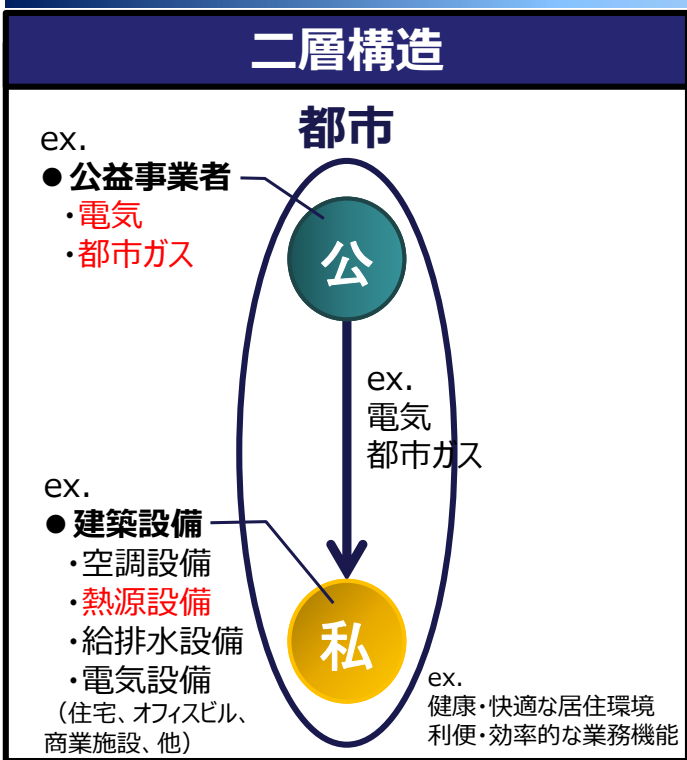 二層構造
都市
ex.
●公益事業者
・電気
・都市ガス
公
ex.
電気
都市ガス
ex.
●建築設備
・空調設備
・熱源設備
・給排水設備
・電気設備
（住宅、オフィスビル、
商業施設、他）
私
ex.
健康・快適な居住環境
利便・効率的な業務機能